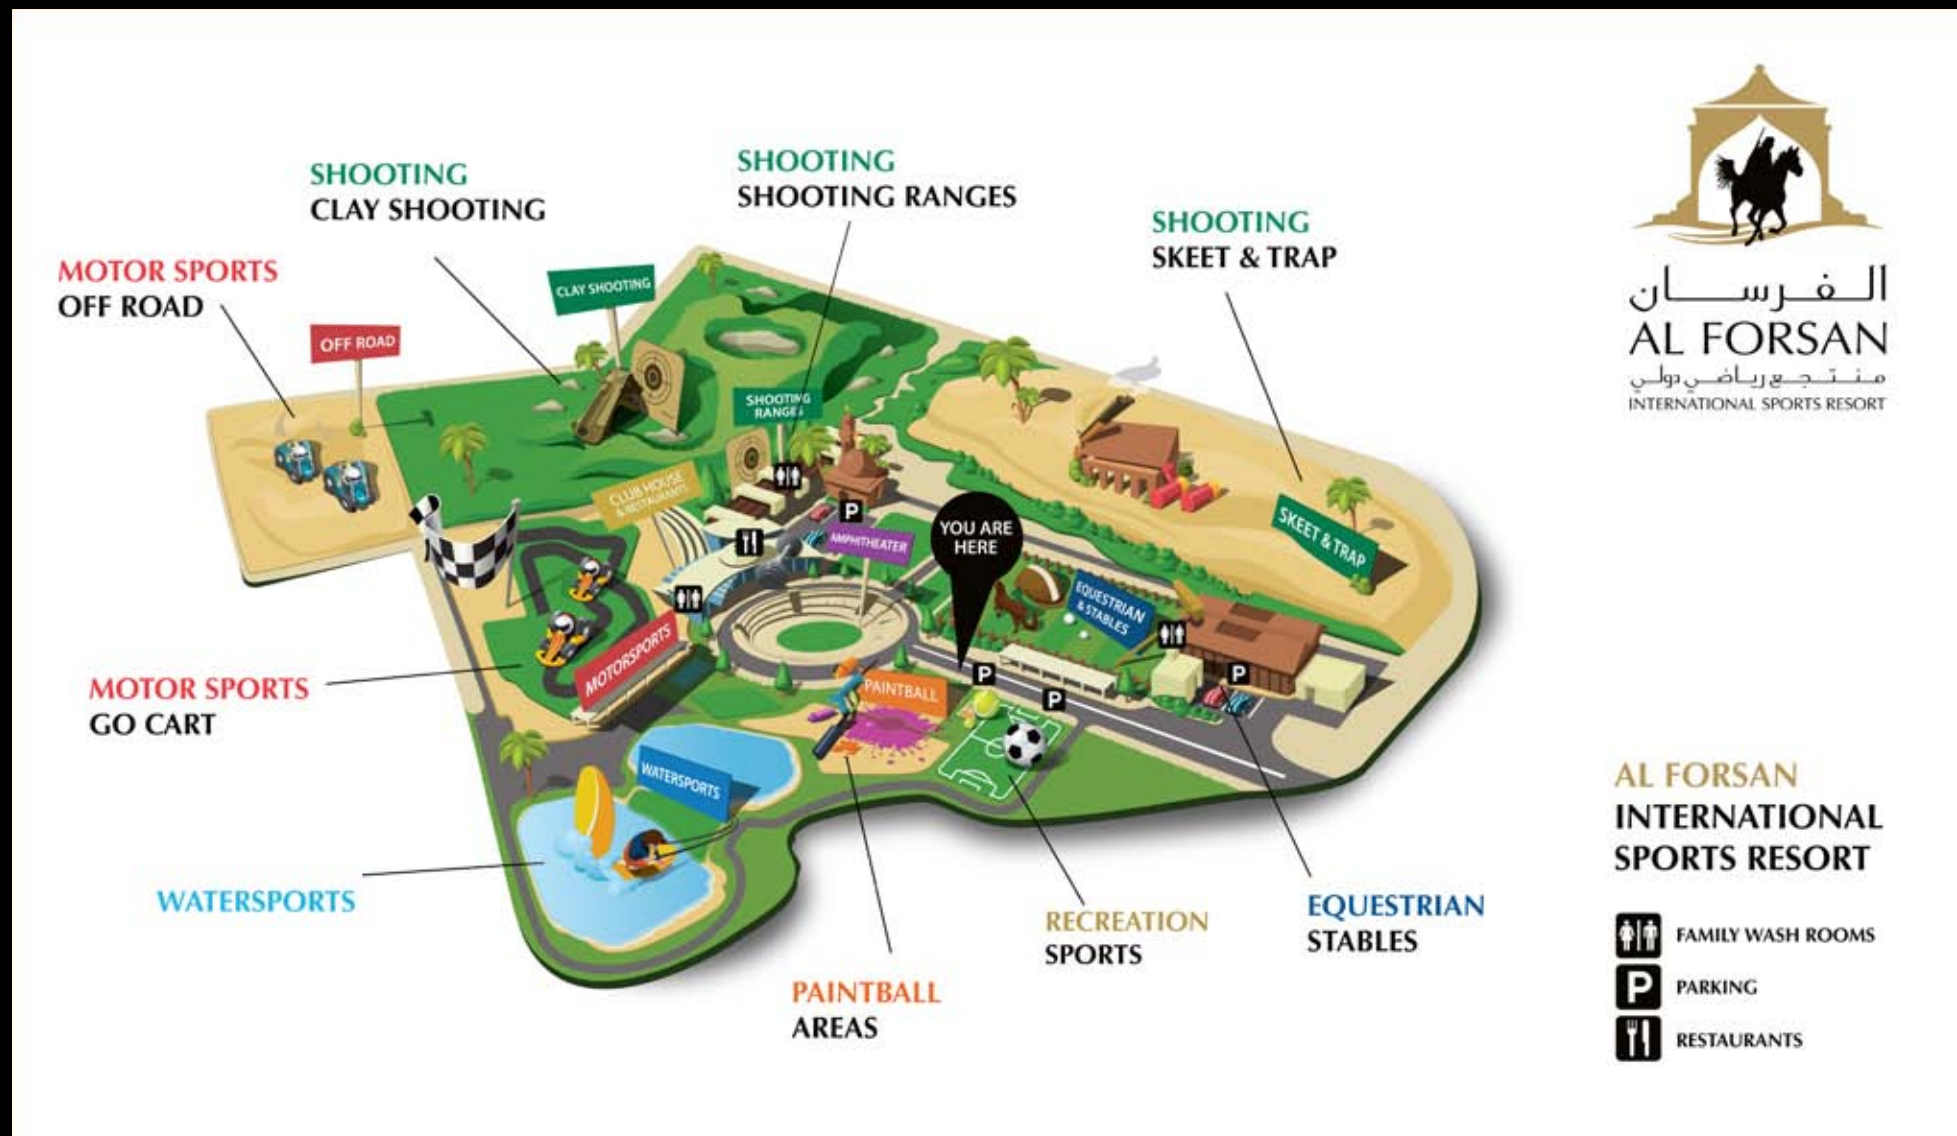 SHOOTING
CLAY SHOOTING
SHOOTING
SHOOTING RANGES
SHOOTING
SKEET & TRAP
MOTOR SPORTS
OFF ROAD
OFF ROAD
CLAY SHOOTING
SHOOTING
RANGES
CLUB HOUSE
& RESTAURANTS
P
AMPHITHEATER
YOU ARE
HERE
SKEET & TRAP
EQUESTRIAN
& STABLES
MOTORSPORTS
PAINTBALL
P
P
P
WATERSPORTS
MOTOR SPORTS
GO CART
WATERSPORTS
PAINTBALL
AREAS
RECREATION
SPORTS
EQUESTRIAN
STABLES
الفرسان
AL FORSAN
منتجع رياضي دولي
INTERNATIONAL SPORTS RESORT
AL FORSAN
INTERNATIONAL
SPORTS RESORT
FAMILY WASH ROOMS
P PARKING
RESTAURANTS